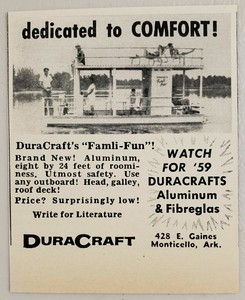 dedicated to COMFORT!
DuraCraft's "Famli-Fun"!
Brand New! Aluminum,
eight by 24 feet of roomi-
ness, Utmost safety. Use
any outboard! Head, galley,
roof deck!
Price? Surprisingly low!
Write for Literature
WATCH
FOR '59
DURACRAFTS
Aluminum
& Fibreglas
DURACRAFT
428 E. Gaines
Monticello, Ark.